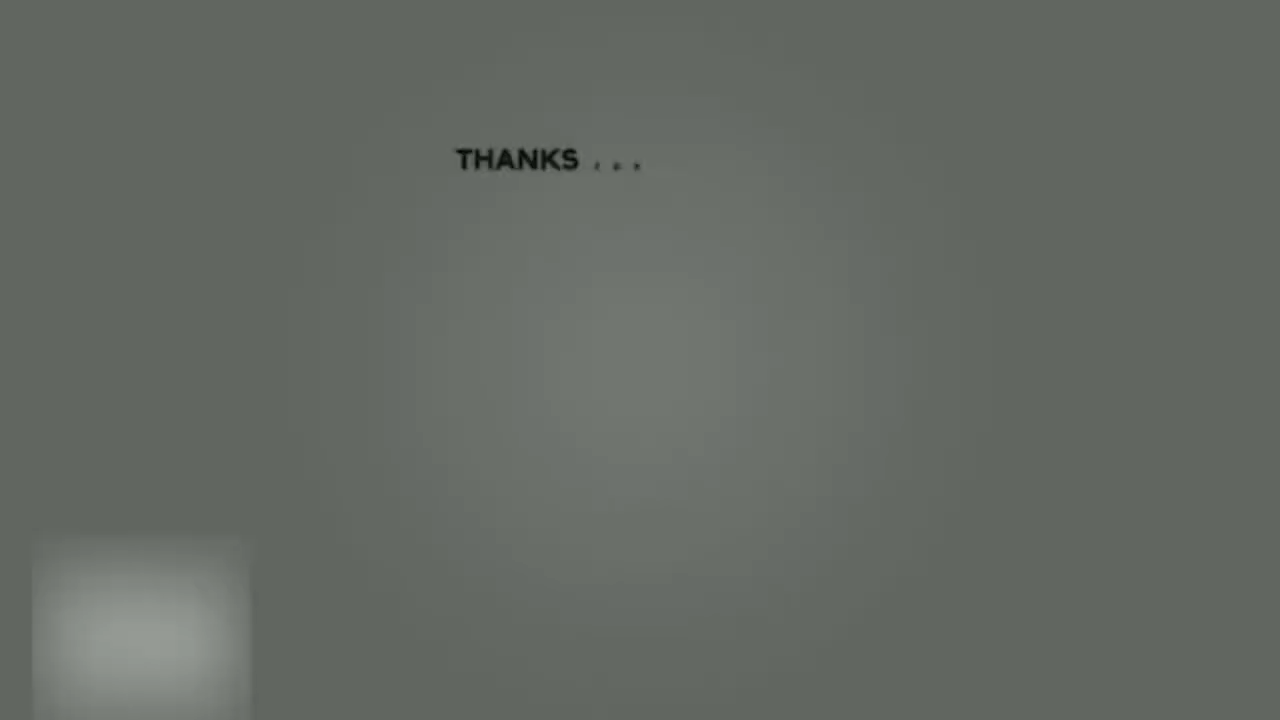 THANKS . . .